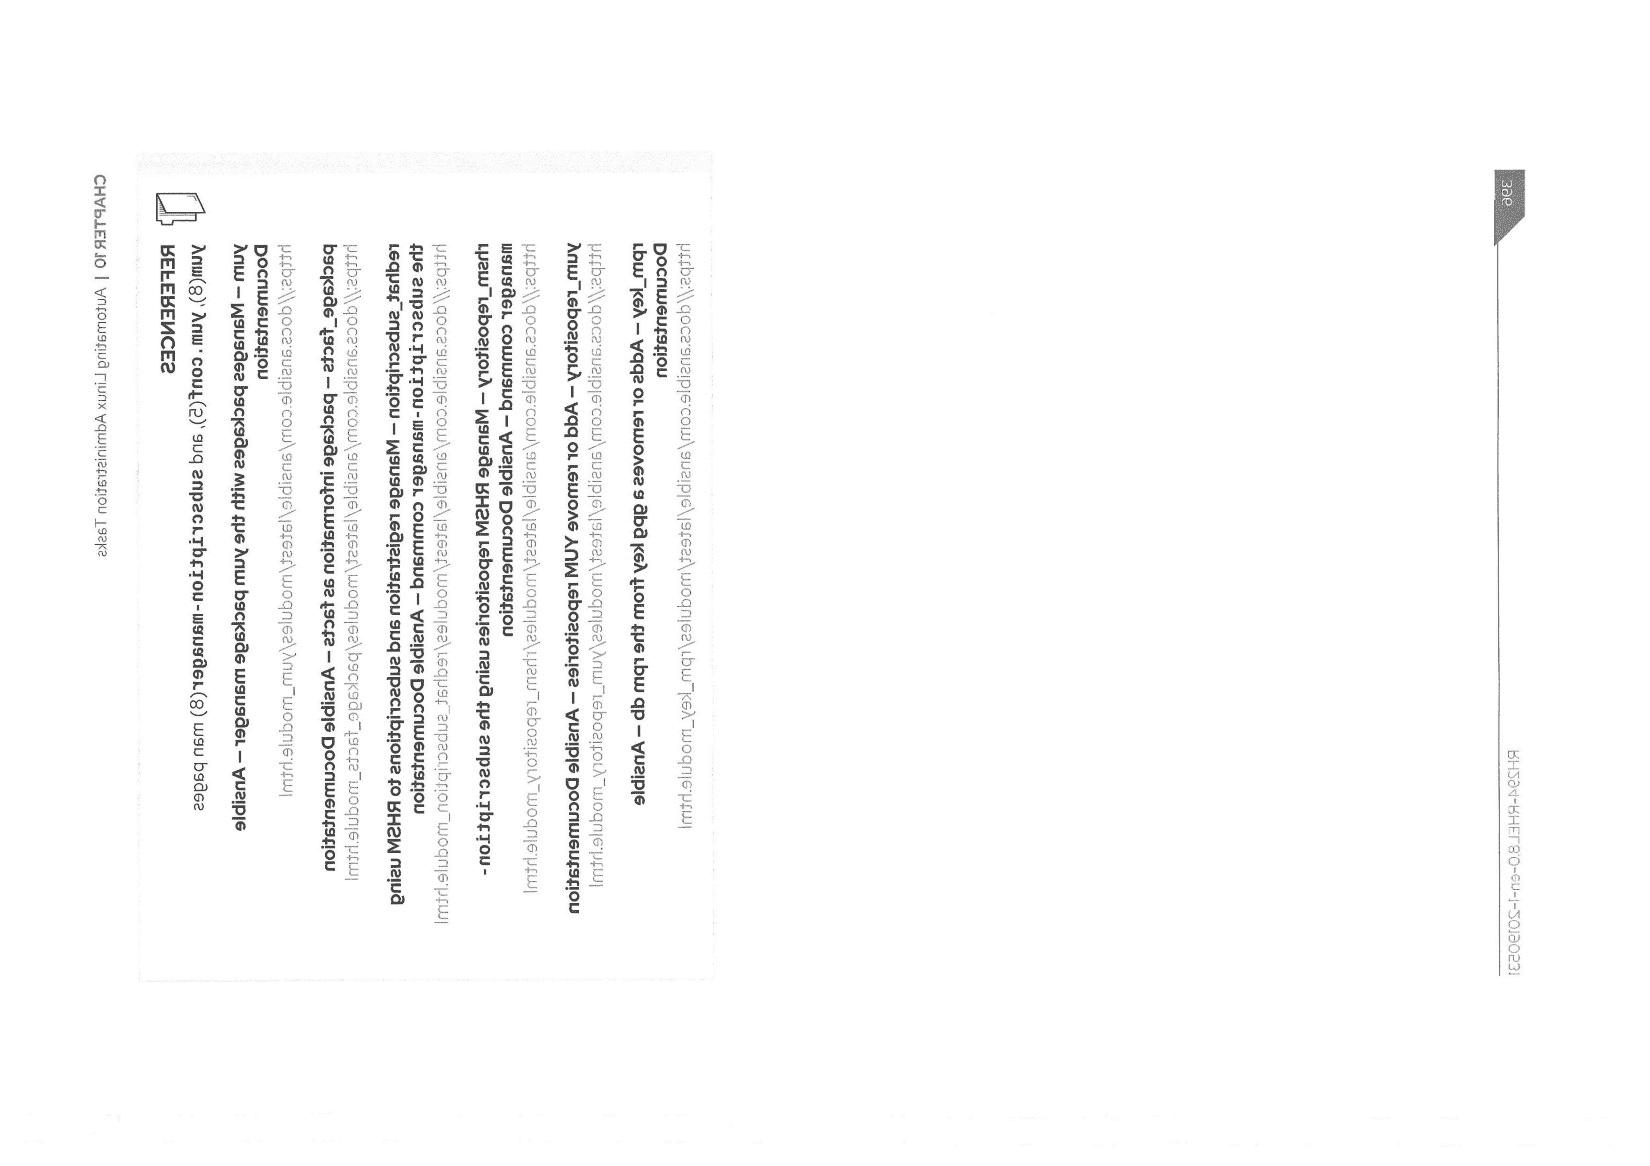 CHAPTER 10 | Automating Linux Administration Tasks
REFERENCES
yum(8), yum.conf(5), and subscription-manager(8) man pages
yum – Manages packages with the yum package manager – Ansible
Documentation
https://docs.ansible.com/ansible/latest/modules/yum_module.html
package_facts – package information as facts – Ansible Documentation
https://docs.ansible.com/ansible/latest/modules/package_facts_module.html
redhat_subscription – Manage registration and subscriptions to RHSM using
the subscription-manager command – Ansible Documentation
https://docs.ansible.com/ansible/latest/modules/redhat_subscription_module.html
rhsm_repository – Manage RHSM repositories using the subscription-
manager command – Ansible Documentation
https://docs.ansible.com/ansible/latest/modules/rhsm_repository_module.html
yum_repository – Add or remove YUM repositories – Ansible Documentation
https://docs.ansible.com/ansible/latest/modules/yum_repository_module.html
rpm_key – Adds or removes a gpg key from the rpm db – Ansible
Documentation
https://docs.ansible.com/ansible/latest/modules/rpm_key_module.html
366
RH294-RHEL8.0-en-1-20190531